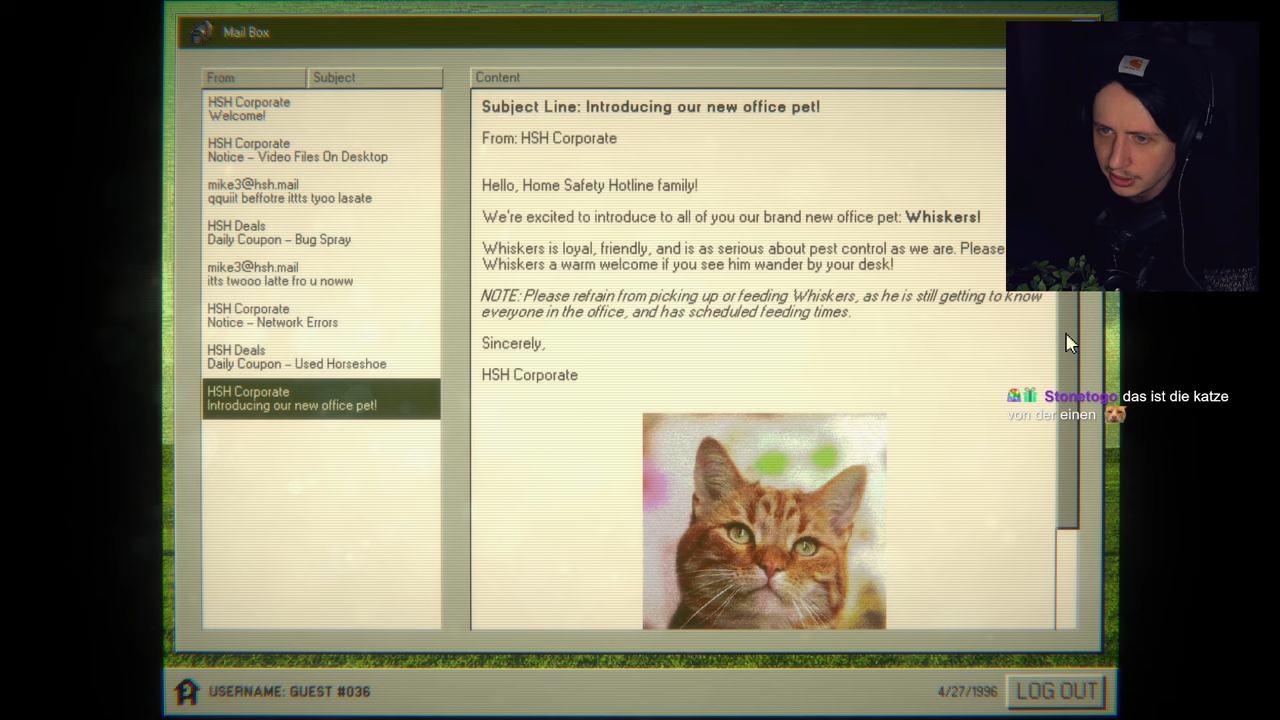 Mail Box
From
Subject
Content
HSH Corporate
Welcome!
HSH Corporate
Notice – Video Files On Desktop
mike3@hsh.mail
qquiit beffotre ittts tyoo lasate
HSH Deals
Daily Coupon – Bug Spray
mike3@hsh.mail
itts twooo latte fro u noww
HSH Corporate
Notice – Network Errors
HSH Deals
Daily Coupon – Used Horseshoe
HSH Corporate
Introducing our new office pet!
Subject Line: Introducing our new office pet!
From: HSH Corporate
Hello, Home Safety Hotline family!
We're excited to introduce to all of you our brand new office pet: Whiskers!
Whiskers is loyal, friendly, and is as serious about pest control as we are. Please
Whiskers a warm welcome if you see him wander by your desk!
NOTE: Please refrain from picking up or feeding Whiskers, as he is still getting to know
everyone in the office, and has scheduled feeding times.
Sincerely,
HSH Corporate
Stonetogo das ist die katze
von der einen
USERNAME: GUEST #036
4/27/1996
LOG OUT